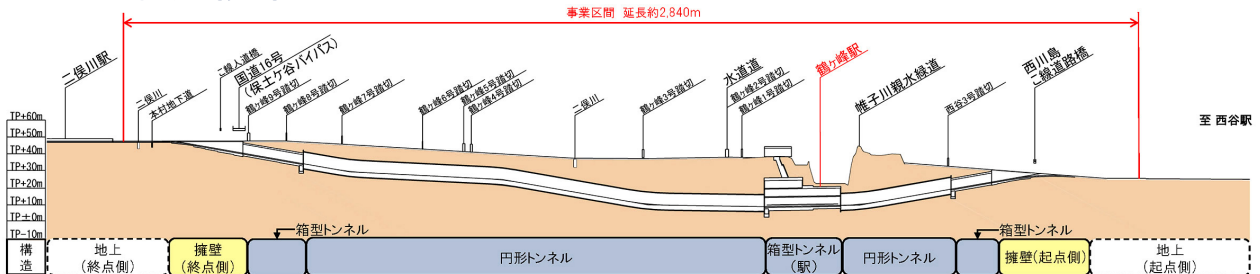 事業区間 延長約2,840m
二俣川駅
二俣川
本村地下道
二線人道橋
国道16号
(保土ケ谷バイパス)
鶴ヶ峰9号踏切
鶴ヶ峰8号踏切
鶴ヶ峰7号踏切
鶴ヶ峰6号踏切
鶴ヶ峰5号踏切
鶴ヶ峰4号踏切
二俣川
鶴ヶ峰3号踏切
水道道
鶴ヶ峰2号踏切
鶴ヶ峰1号踏切
鶴ヶ峰駅
帷子川親水緑道
西谷3号踏切
西川島
二線道路橋
至 西谷駅
TP+60m
TP+50m
TP+40m
TP+30m
TP+20m
TP+10m
TP±0m
TP-10m
構造
地上
(終点側)
擁壁
(終点側)
箱型トンネル
円形トンネル
箱型トンネル
(駅)
円形トンネル
箱型トンネル
擁壁(起点側)
地上
(起点側)